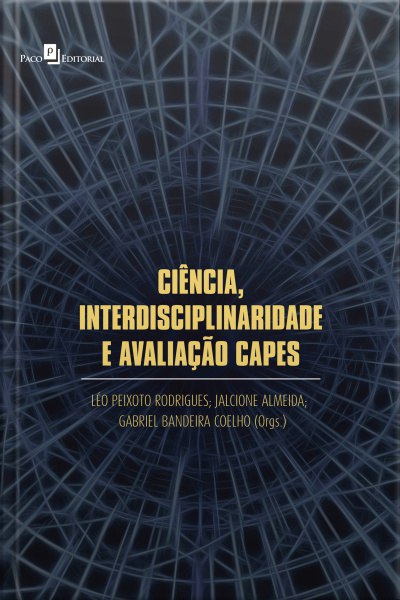 PACO EDITORIAL
P
CIÊNCIA,
INTERDISCIPLINARIDADE
E AVALIAÇÃO CAPES
LÉO PEIXOTO RODRIGUES; JALCIONE ALMEIDA;
GABRIEL BANDEIRA COELHO (Orgs.)